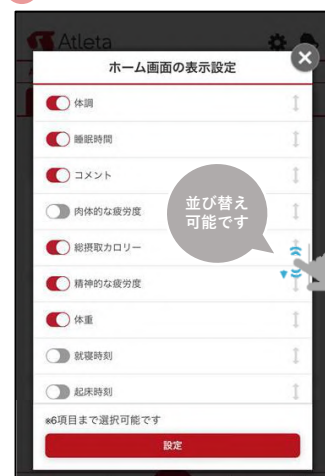 Atleta
ホーム画面の表示設定
体調
睡眠時間
コメント
肉体的な疲労度
並び替え
可能です
総摂取カロリー
精神的な疲労度
体重
就寝時刻
起床時刻
※6項目まで選択可能です
設定